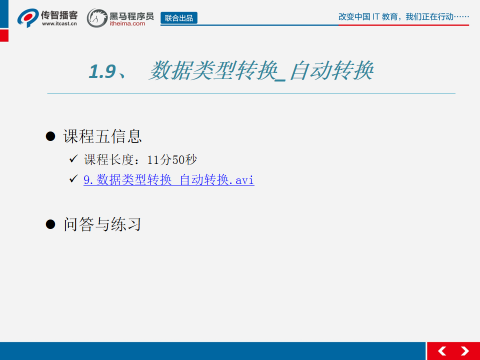 传智播客
www.itcast.cn
黑马程序员
itheima.com
联合出品
改变中国 IT 教育，我们正在行动……
1.9、 数据类型转换_自动转换
课程五信息
课程长度：11分50秒
9.数据类型转换_自动转换.avi
问答与练习